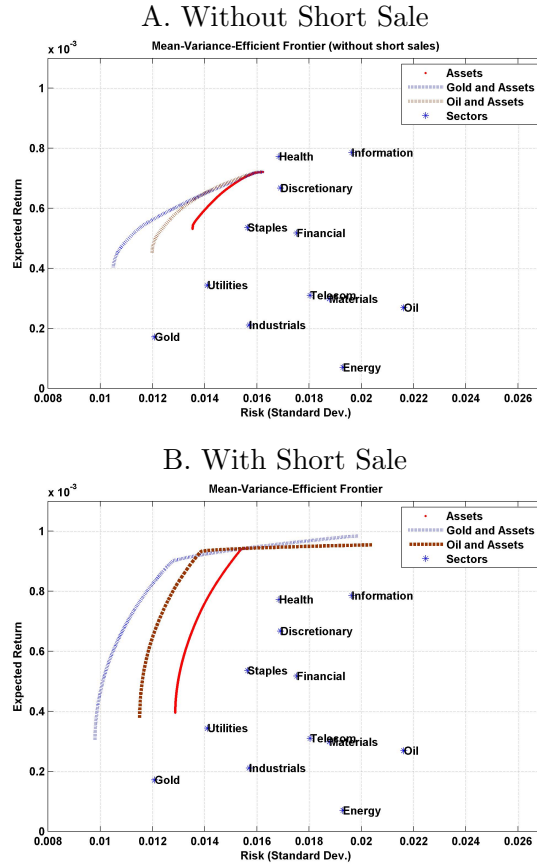 A. Without Short Sale
Mean-Variance-Efficient Frontier (without short sales)
x 10⁻³
Assets
Gold and Assets
Oil and Assets
Sectors
1
0.8
0.6
0.4
0.2
0
Expected Return
Health
Information
Discretionary
Staples
Financial
Utilities
Telecom
Materials
Oil
Industrials
Gold
Energy
0.008 0.01 0.012 0.014 0.016 0.018 0.02 0.022 0.024 0.026
Risk (Standard Dev.)
B. With Short Sale
Mean-Variance-Efficient Frontier
x 10⁻³
Assets
Gold and Assets
Oil and Assets
Sectors
1
0.8
0.6
0.4
0.2
0
Expected Return
Health
Information
Discretionary
Staples
Financial
Utilities
Telecom
Materials
Oil
Industrials
Gold
Energy
0.008 0.01 0.012 0.014 0.016 0.018 0.02 0.022 0.024 0.026
Risk (Standard Dev.)